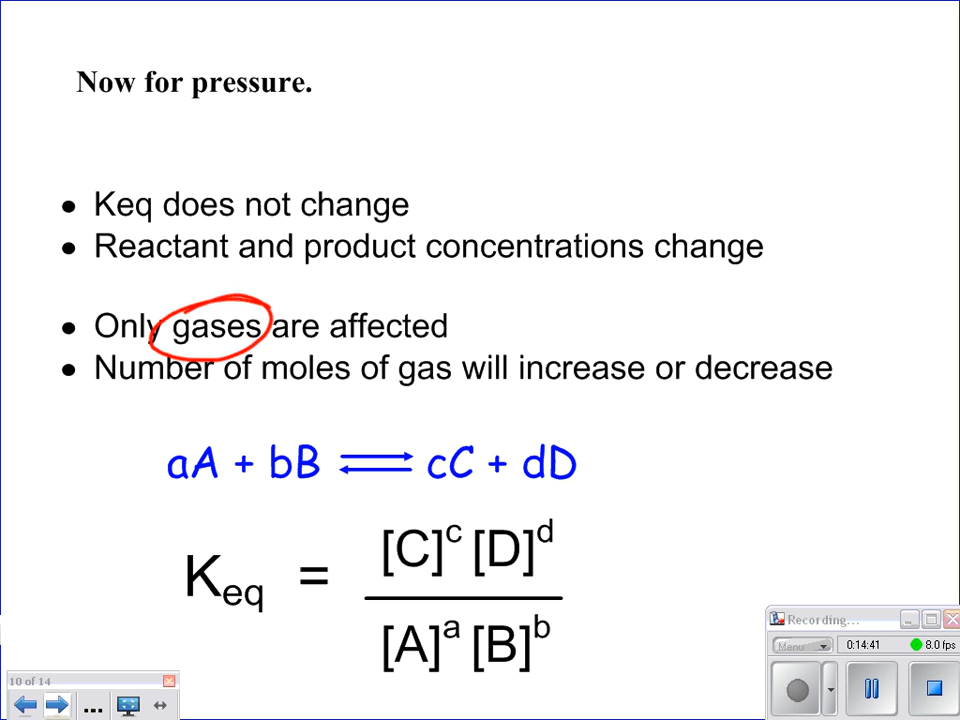 Now for pressure.
• Keq does not change
• Reactant and product concentrations change
• Only gases are affected
• Number of moles of gas will increase or decrease
aA + bB ⇌ cC + dD
[C]ᶜ [D]ᵈ
Keq =
[A]ᵃ [B]ᵇ
Recording...
Menu 0:14:41 8.0 fps
10 of 14
...